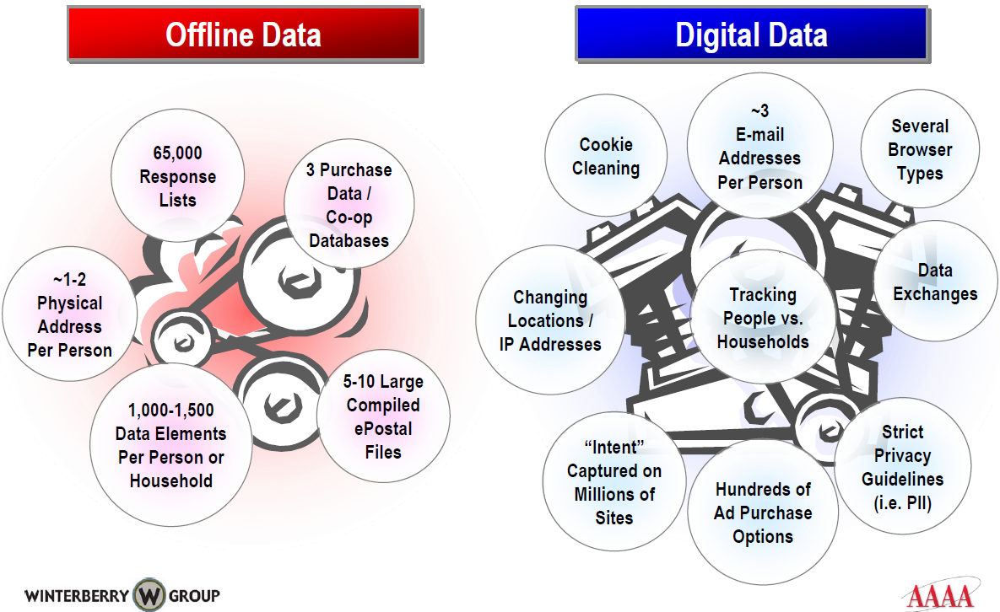 Offline Data
65,000
Response
Lists
3 Purchase
Data /
Co-op
Databases
~1-2
Physical
Address
Per Person
1,000-1,500
Data Elements
Per Person or
Household
5-10 Large
Compiled
ePostal
Files
Digital Data
Cookie
Cleaning
~3
E-mail
Addresses
Per Person
Several
Browser
Types
Changing
Locations /
IP Addresses
Tracking
People vs.
Households
Data
Exchanges
“Intent”
Captured on
Millions of
Sites
Hundreds of
Ad Purchase
Options
Strict
Privacy
Guidelines
(i.e. PII)
WINTERBERRY W GROUP
AAAA